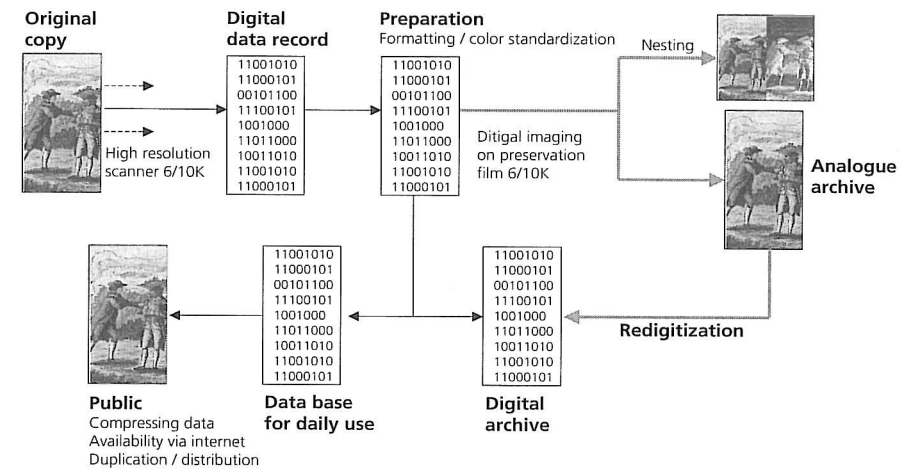 Original
copy
High resolution
scanner 6/10K
Digital
data record
11001010
11000101
00101100
11100101
1001000
11011000
10011010
11001010
11000101
Preparation
Formatting / color standardization
11001010
11000101
00101100
11100101
1001000
11011000
10011010
11001010
11000101
Nesting
Ditigal imaging
on preservation
film 6/10K
Analogue
archive
Redigitization
11001010
11000101
00101100
11100101
1001000
11011000
10011010
11001010
11000101
Digital
archive
11001010
11000101
00101100
11100101
1001000
11011000
10011010
11001010
11000101
Data base
for daily use
Public
Compressing data
Availability via internet
Duplication / distribution